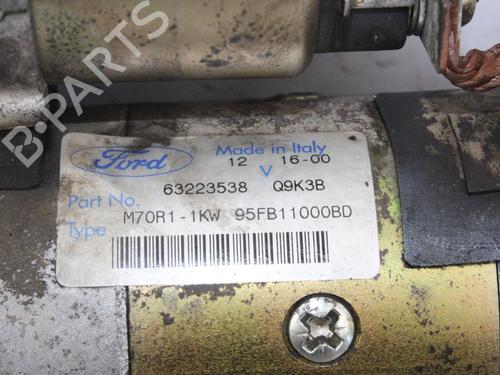 B-PARTS
Ford
Made in Italy
12 V 16-00
63223538 Q9K3B
Part No.
M70R1-1KW 95FB11000BD
Type